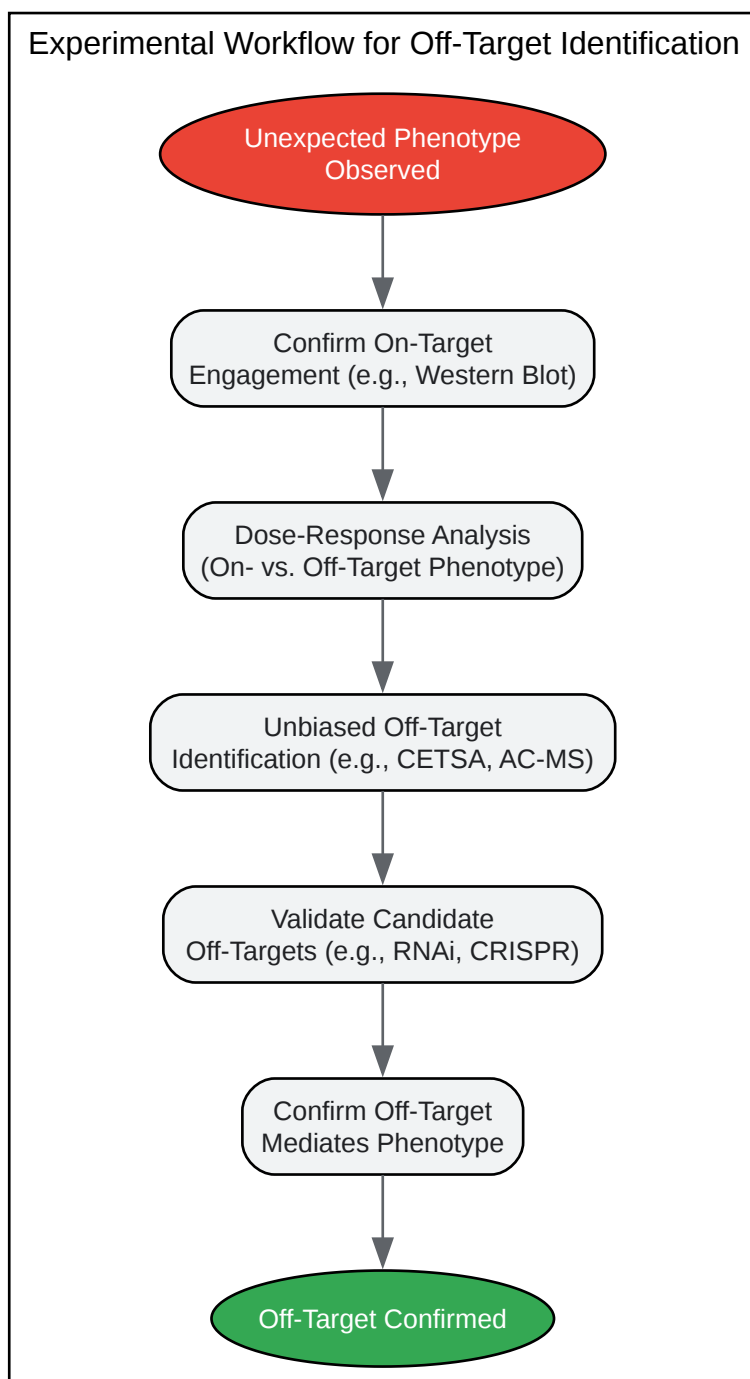 Experimental Workflow for Off-Target Identification
Unexpected Phenotype
Observed
Confirm On-Target
Engagement (e.g., Western Blot)
Dose-Response Analysis
(On- vs. Off-Target Phenotype)
Unbiased Off-Target
Identification (e.g., CETSA, AC-MS)
Validate Candidate
Off-Targets (e.g., RNAi, CRISPR)
Confirm Off-Target
Mediates Phenotype
Off-Target Confirmed